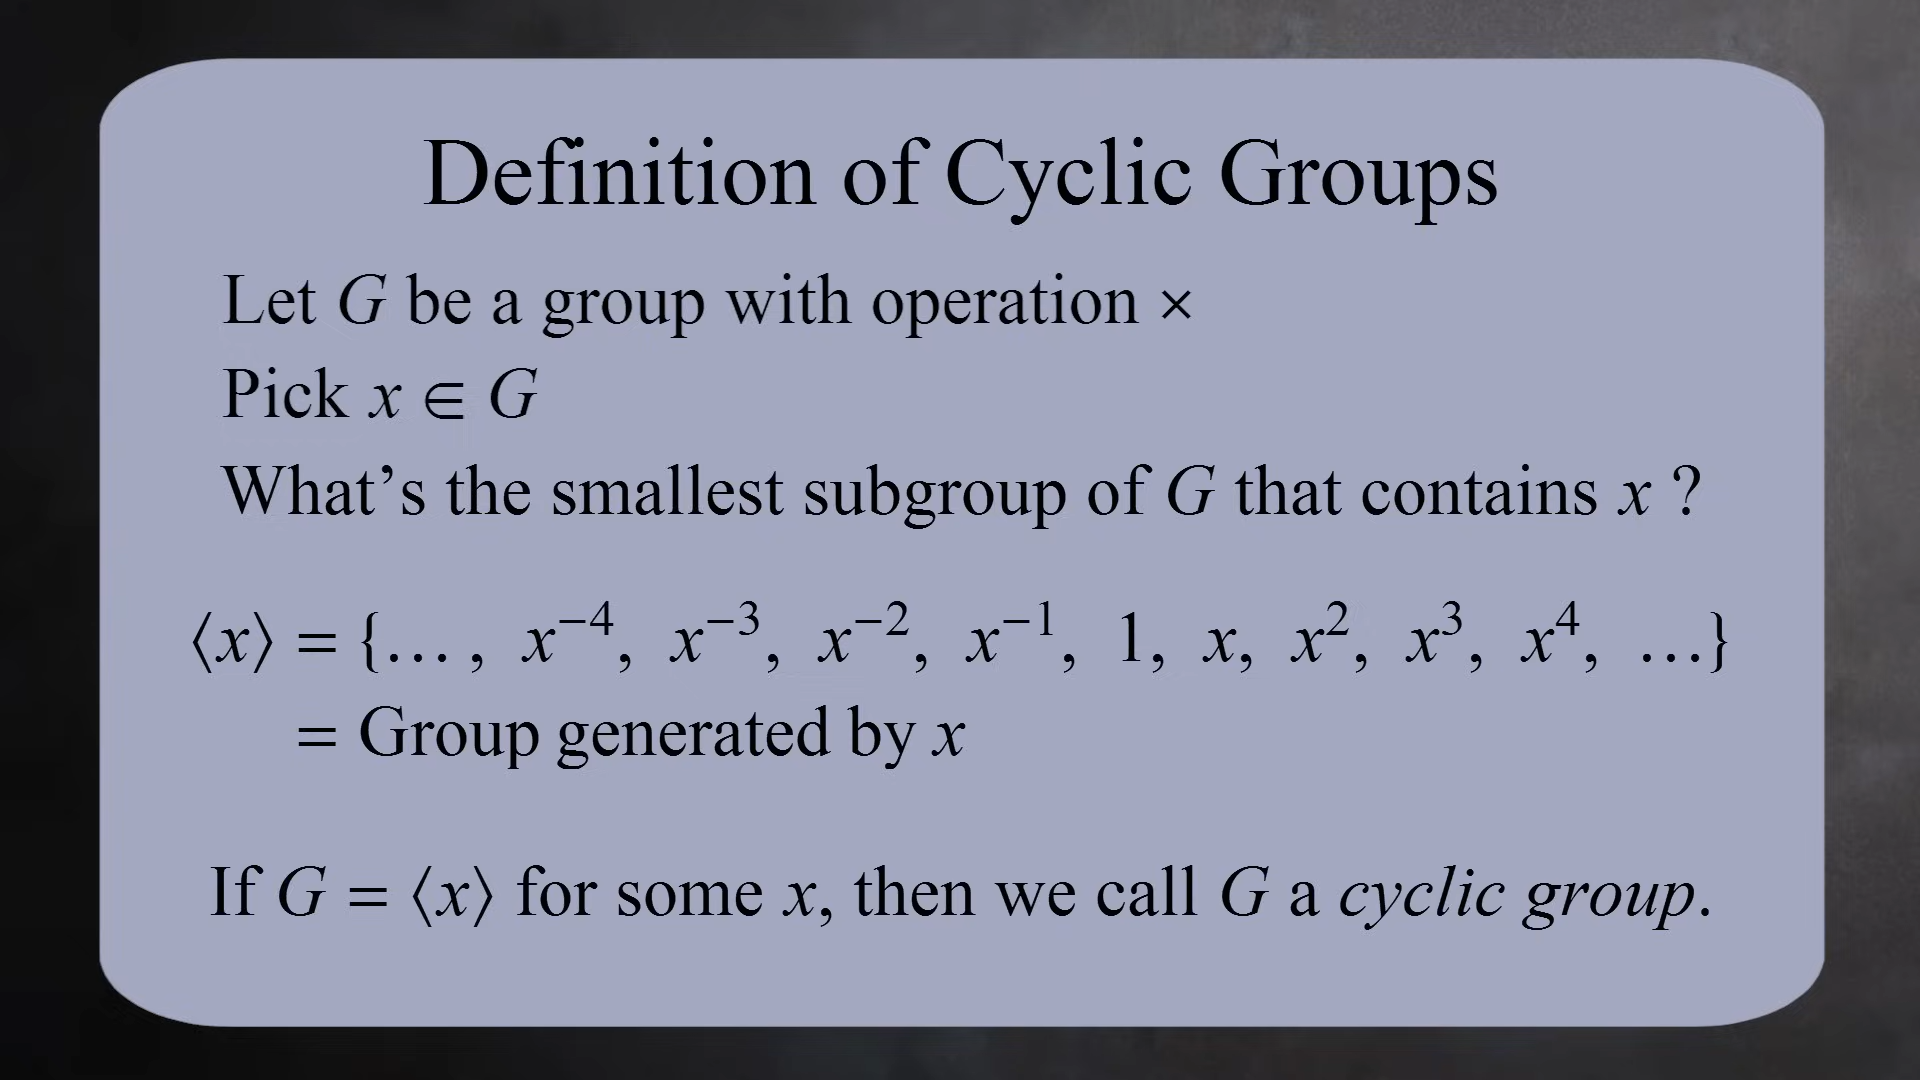 Definition of Cyclic Groups
Let G be a group with operation ×
Pick x ∈ G
What’s the smallest subgroup of G that contains x ?
⟨x⟩ = {… , x⁻⁴, x⁻³, x⁻², x⁻¹, 1, x, x², x³, x⁴, …}
= Group generated by x
If G = ⟨x⟩ for some x, then we call G a cyclic group.